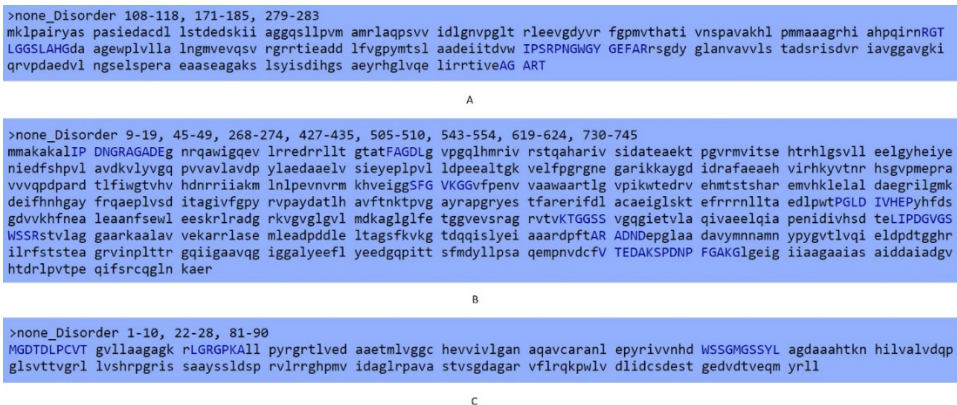 >none_Disorder 108-118, 171-185, 279-283
mklpairyas pasiedacdl lstdedskii aggqsllpvm amrlaqpsvv idlgnvpglt rleevgdyvr fgpmvthati vnspavakhl pmmaaagrhi ahpqirnRGT
LGGSLAHGda agewplvlla lngmvevqsv rgrrtieadd lfvgpymtsl aadeiitdvw IPSRPNGWGY GEFARrsgdy glanvavvls tadsrisdvr iavggavgki
qrvpdaedvl ngselspera eaaseagaks lsyisdihgs aeyrhglvqe lirrtiveAG ART
A
>none_Disorder 9-19, 45-49, 268-274, 427-435, 505-510, 543-554, 619-624, 730-745
mmakakalIP DNGRAGADEg nrqawigqev lrredrrllt gtatFAGDLg vpgqlhmriv rstqahariv sidateaekt pgvrmvitse htrhlgsvll eelgyheiye
niedfshpvl avdkvlyvgq pvvavlavdp ylaedaaelv sieyeplpvl ldpeealtgk velfpgrgne garikkaygd idrafaeaeh virhkyvtnr hsgvpmepra
vvvqpdpard tlfiwgtvhv hdnrriiakm lnlpevnvrm khveiggSFG VKGGvfpenv vaawaartlg vpikwtedrv ehmtstshar emvhklelal daegrilgmk
deifhnhgay frqaeplvsd itagivfgpy rvpaydatlh avftnktpvg ayrapgryes tfarerifdl acaeiglskt efrrrnllta edlpwtPGLD IVHEPyhfds
gdvvkhfnea leaanfsewl eeskrlradg rkvgvglgvl mdkaglglfe tggvevsrag rvtvKTGGSS vgqgietvla qivaeelqia penidivhsd teLIPDGVGS
WSSRstvlag gaarkaalav vekarrlase mleadpddle ltagsfkvkg tdqqislyei aaardpftAR ADNDepglaa davymnnamn ypygvtlvqi eldpdtgghr
ilrfststea grvinplttr gqiigaavqg iggalyeefl yeedgqpitt sfmdyllpsa qempnvdcfV TEDAKSPDNP FGAKGlgeig iiaagaaias aiddaiadgv
htdrlpvtpe qifsrcqgln kaer
B
>none_Disorder 1-10, 22-28, 81-90
MGDTDLPCVT gvllaagagk rLGRGPKAll pyrgrtlved aaetmlvggc hevvivlgan aqavcaranl epyrivvnhd WSSGMGSSYL agdaaahtkn hilvalvdqp
glsvttvgrl lvshrpgris saayssldsp rvlrrghpmv idaglrpava stvsgdagar vflrqkpwlv dlidcsdest gedvdtveqm yrll
C